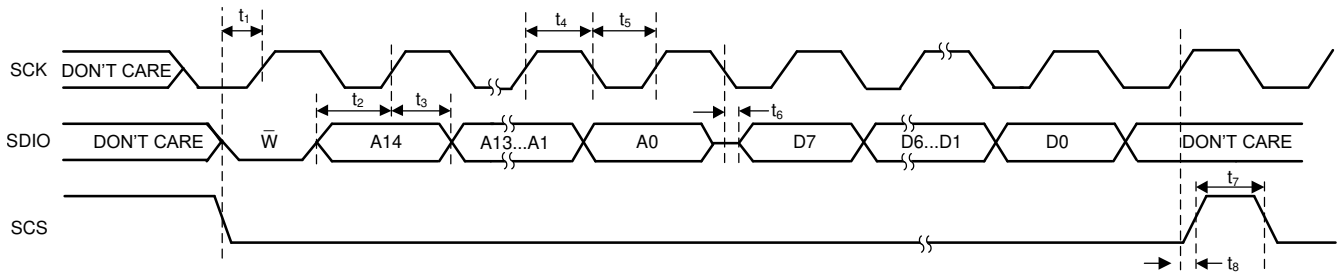 t1 t4 t5
SCK DON'T CARE
t2 t3 t6
SDIO DON'T CARE W̅ A14 A13...A1 A0 D7 D6...D1 D0 DON'T CARE
t7
SCS
t8